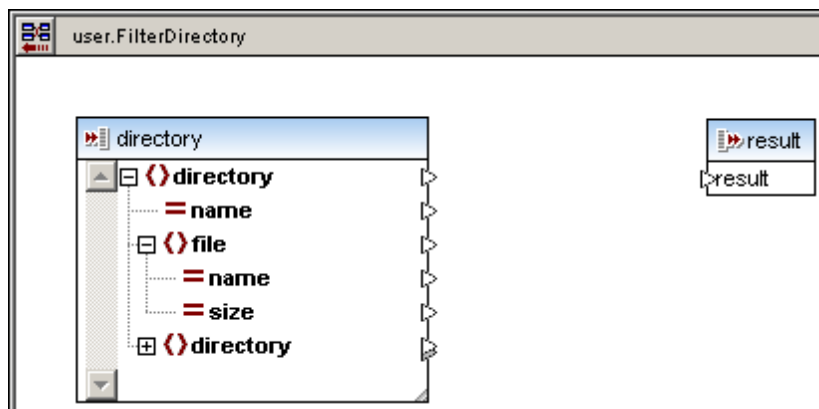 user.FilterDirectory
directory
result
directory
result
name
file
name
size
directory